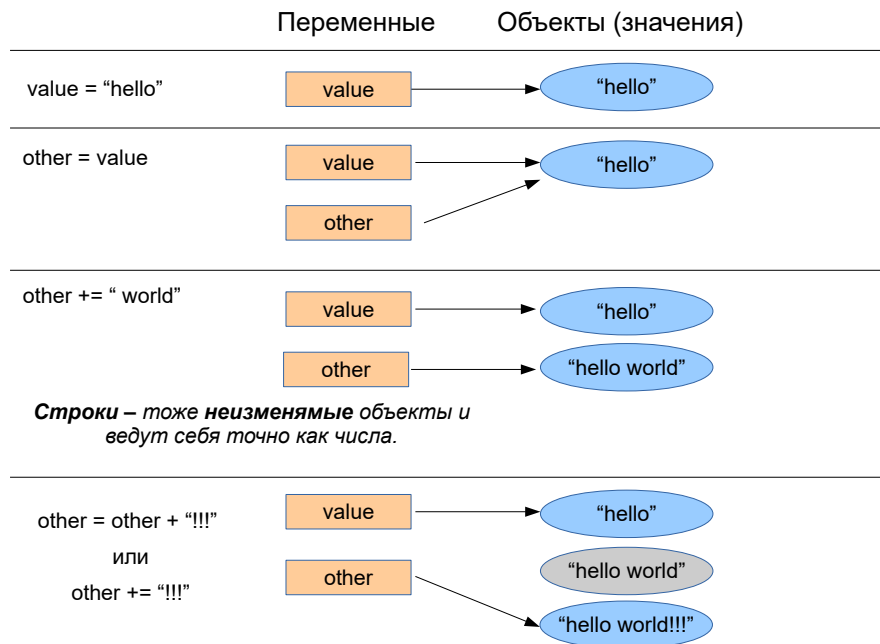 Переменные Объекты (значения)
value = “hello” value “hello”
other = value value “hello”
other
other += “ world” value “hello”
other “hello world”
Строки – тоже неизменямые объекты и
ведут себя точно как числа.
other = other + “!!!” value “hello”
или other “hello world”
other += “!!!” “hello world!!!”